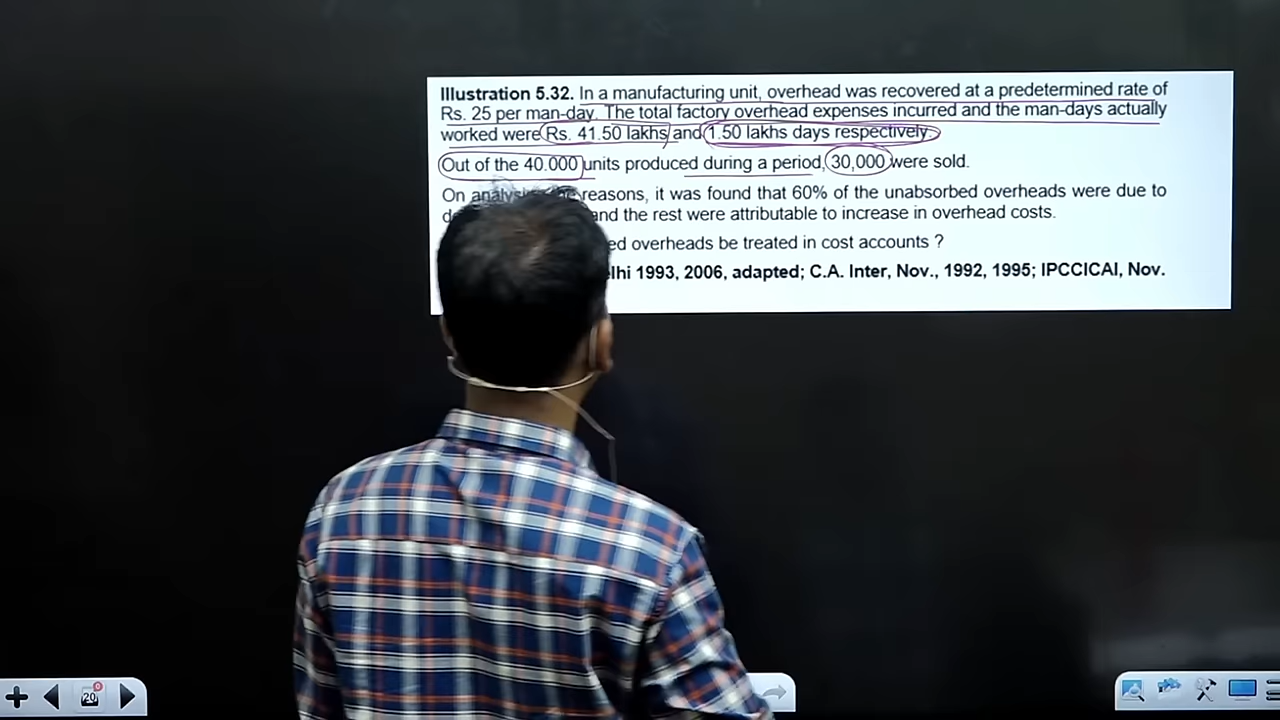 Illustration 5.32. In a manufacturing unit, overhead was recovered at a predetermined rate of
Rs. 25 per man-day. The total factory overhead expenses incurred and the man-days actually
worked were Rs. 41.50 lakhs and 1.50 lakhs days respectively.
Out of the 40.000 units produced during a period, 30,000 were sold.
On reasons, it was found that 60% of the unabsorbed overheads were due to
and the rest were attributable to increase in overhead costs.
overheads be treated in cost accounts ?
1993, 2006, adapted; C.A. Inter, Nov., 1992, 1995; IPCCICAI, Nov.
20